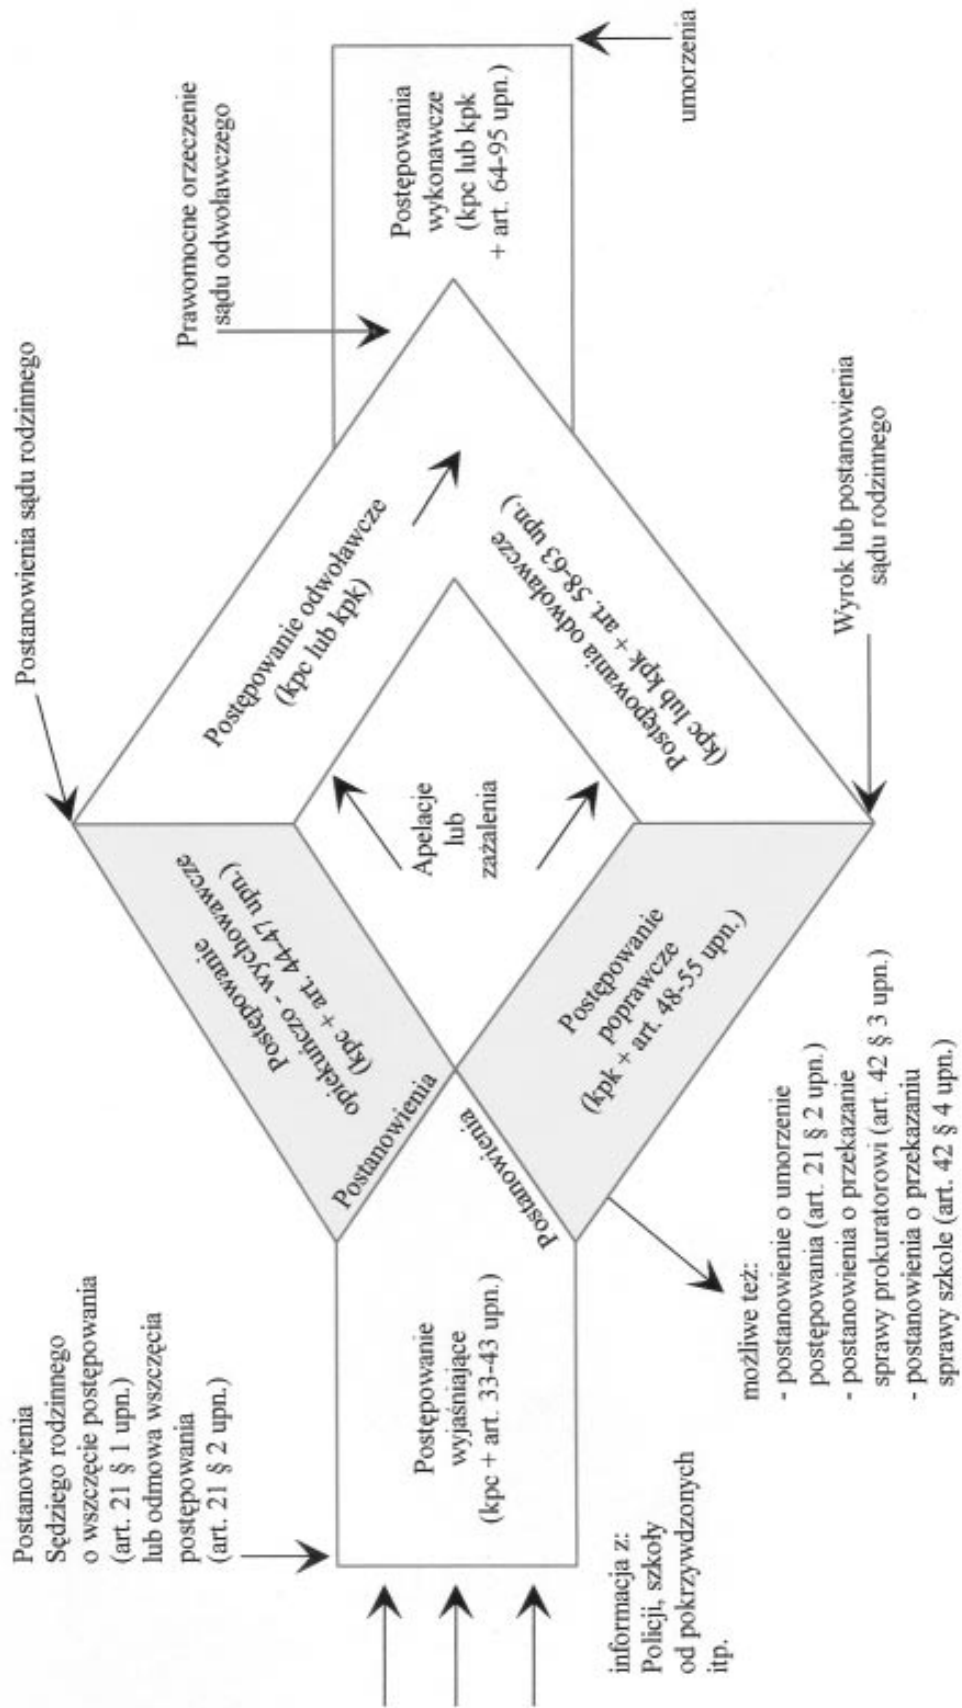 Postanowienia
Sędziego rodzinnego
o wszczęcie postępowania
(art. 21 § 1 upn.)
lub odmowa wszczęcia
postępowania
(art. 21 § 2 upn.)
Postanowienia sądu rodzinnego
Prawomocne orzeczenie
sądu odwoławczego
Postępowanie
opiekuńczo - wychowawcze
(kpc + art. 44-47 upn.)
Postępowanie odwoławcze
(kpc lub kpk)
Postępowania
wykonawcze
(kpc lub kpk
+ art. 64-95 upn.)
Postanowienia
Postępowanie
wyjaśniające
(kpc + art. 33-43 upn.)
Postanowienia
Apelacje
lub
zażalenia
Postępowanie
poprawcze
(kpk + art. 48-55 upn.)
Postępowania odwoławcze
(kpc lub kpk + art. 58-63 upn.)
umorzenia
informacja z:
Policji, szkoły
od pokrzywdzonych
itp.
możliwe też:
- postanowienie o umorzenie
postępowania (art. 21 § 2 upn.)
- postanowienia o przekazanie
sprawy prokuratorowi (art. 42 § 3 upn.)
- postanowienia o przekazaniu
sprawy szkole (art. 42 § 4 upn.)
Wyrok lub postanowienia
sądu rodzinnego